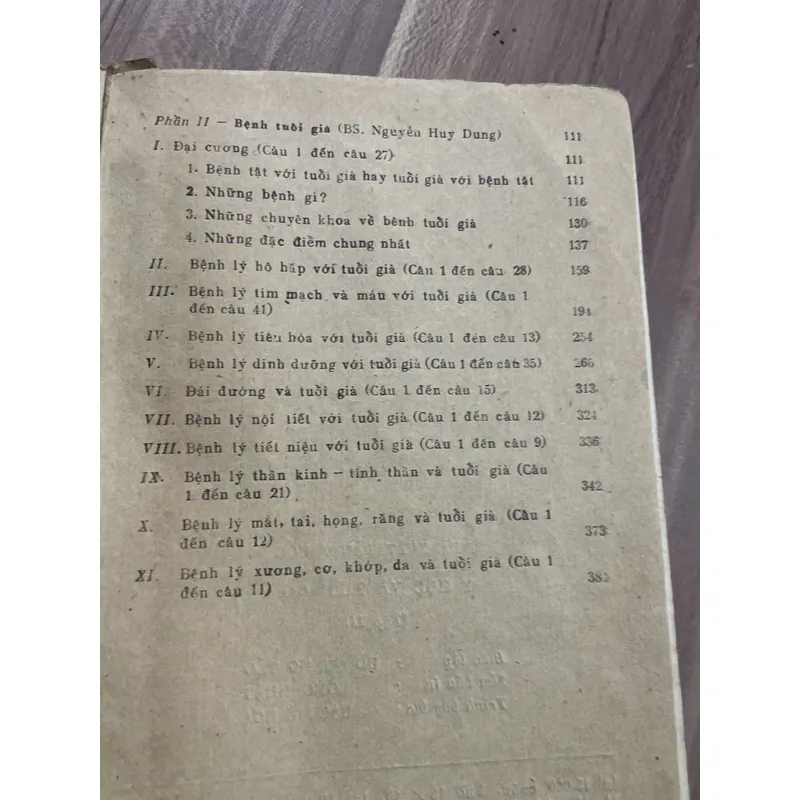 Phần II — Bệnh tuổi già (BS. Nguyễn Huy Dung) 111
I. Đại cương (Câu 1 đến câu 27) 111
1. Bệnh tật với tuổi già hay tuổi già với bệnh tật 111
2. Những bệnh gì? 116
3. Những chuyên khoa về bệnh tuổi già 130
4. Những đặc điểm chung nhất 137
II. Bệnh lý hô hấp với tuổi già (Câu 1 đến câu 28) 159
III. Bệnh lý tim mạch và máu với tuổi già (Câu 1
đến câu 41) 194
IV. Bệnh lý tiêu hóa với tuổi già (Câu 1 đến câu 13) 254
V. Bệnh lý dinh dưỡng với tuổi già (Câu 1 đến câu 35) 266
VI. Đái đường và tuổi già (Câu 1 đến câu 15) 313
VII. Bệnh lý nội tiết với tuổi già (Câu 1 đến câu 12) 324
VIII. Bệnh lý tiết niệu với tuổi già (Câu 1 đến câu 9) 336
IX. Bệnh lý thần kinh — tinh thần và tuổi già (Câu
1 đến câu 21) 342
X. Bệnh lý mắt, tai, họng, răng và tuổi già (Câu 1
đến câu 12) 373
XI. Bệnh lý xương, cơ, khớp, da và tuổi già (Câu 1
đến câu 11)